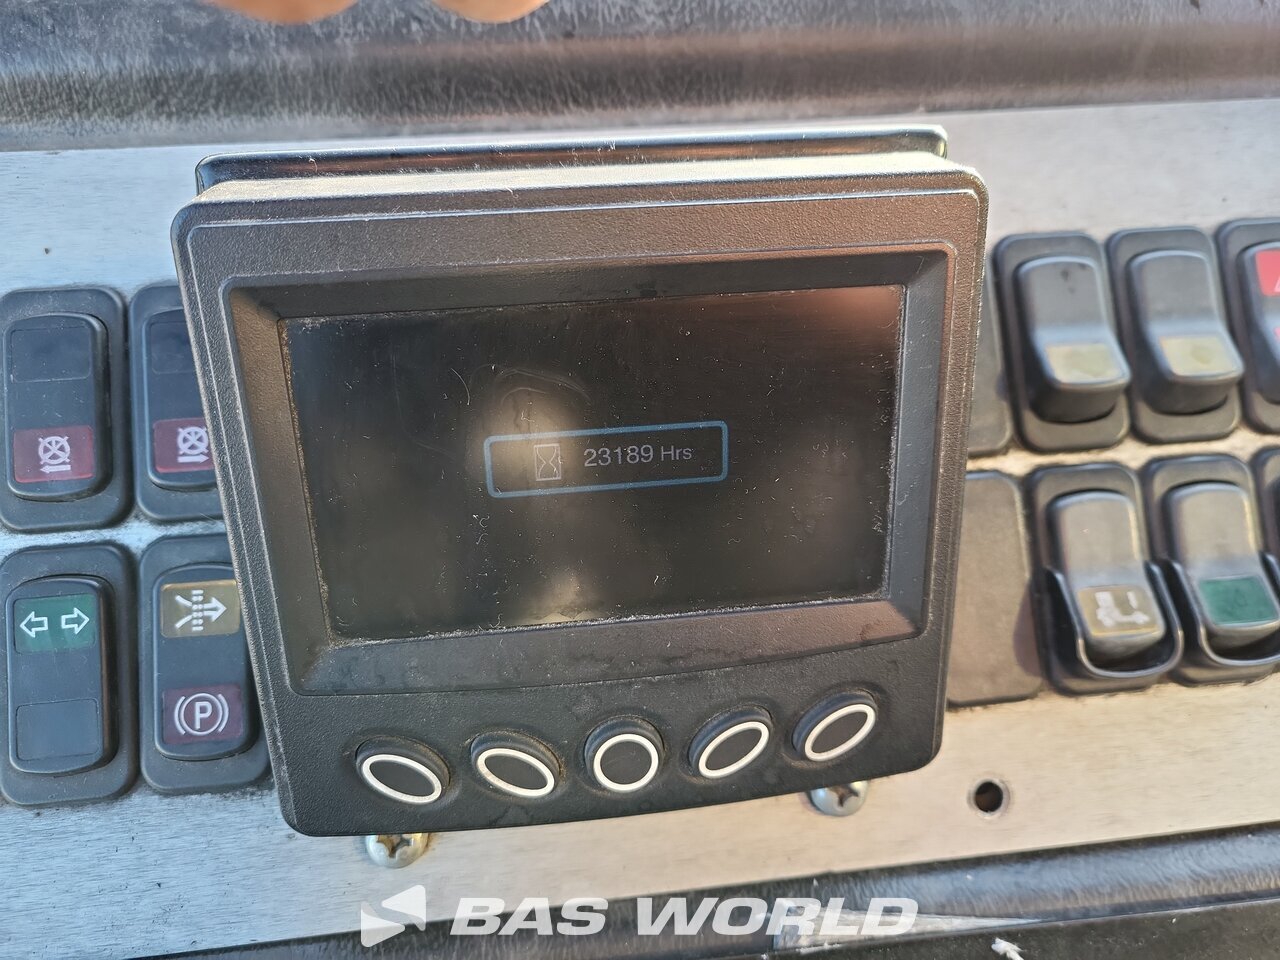 23189 Hrs
P
BAS WORLD